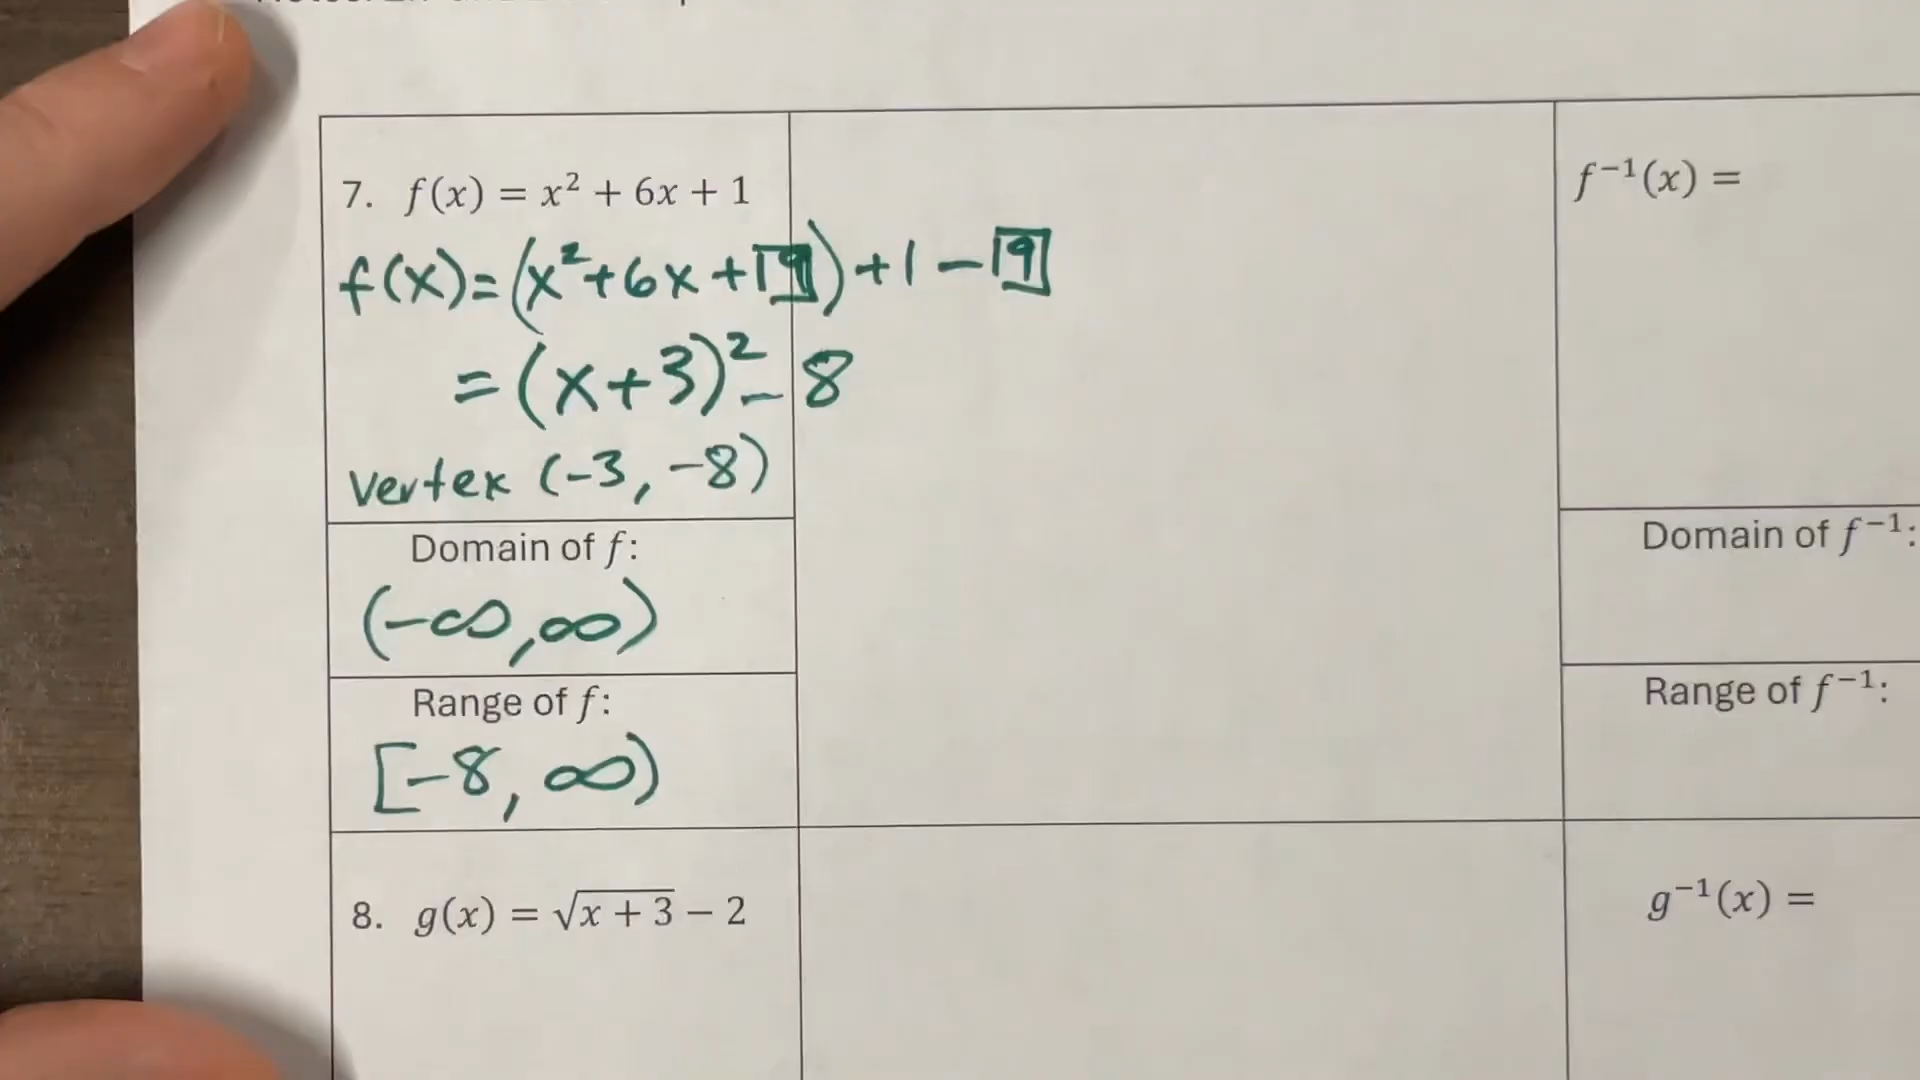 7. f(x) = x² + 6x + 1
f(x) = (x² + 6x + 9) + 1 − 9
= (x+3)² − 8
vertex (-3, -8)
Domain of f:
(-∞, ∞)
Range of f:
[-8, ∞)
f⁻¹(x) =
Domain of f⁻¹:
Range of f⁻¹:
8. g(x) = √(x + 3) − 2
g⁻¹(x) =